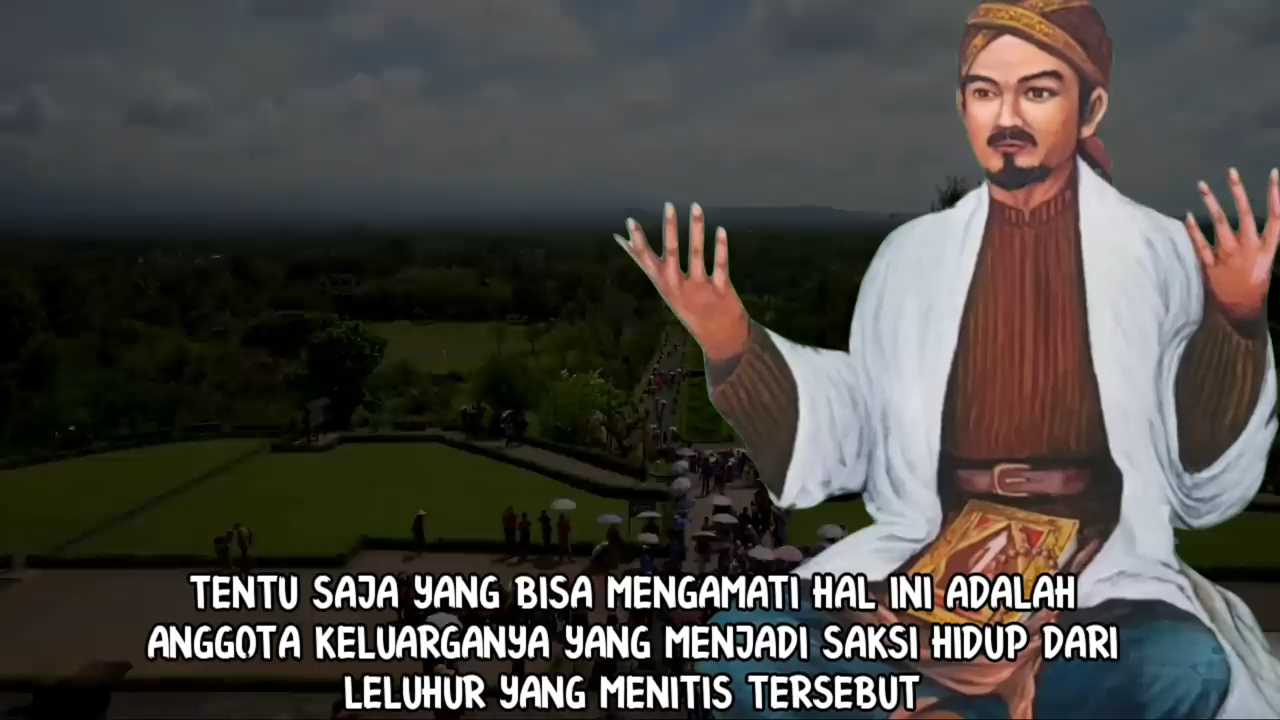 TENTU SAJA YANG BISA MENGAMATI HAL INI ADALAH
ANGGOTA KELUARGANYA YANG MENJADI SAKSI HIDUP DARI
LELUHUR YANG MENITIS TERSEBUT